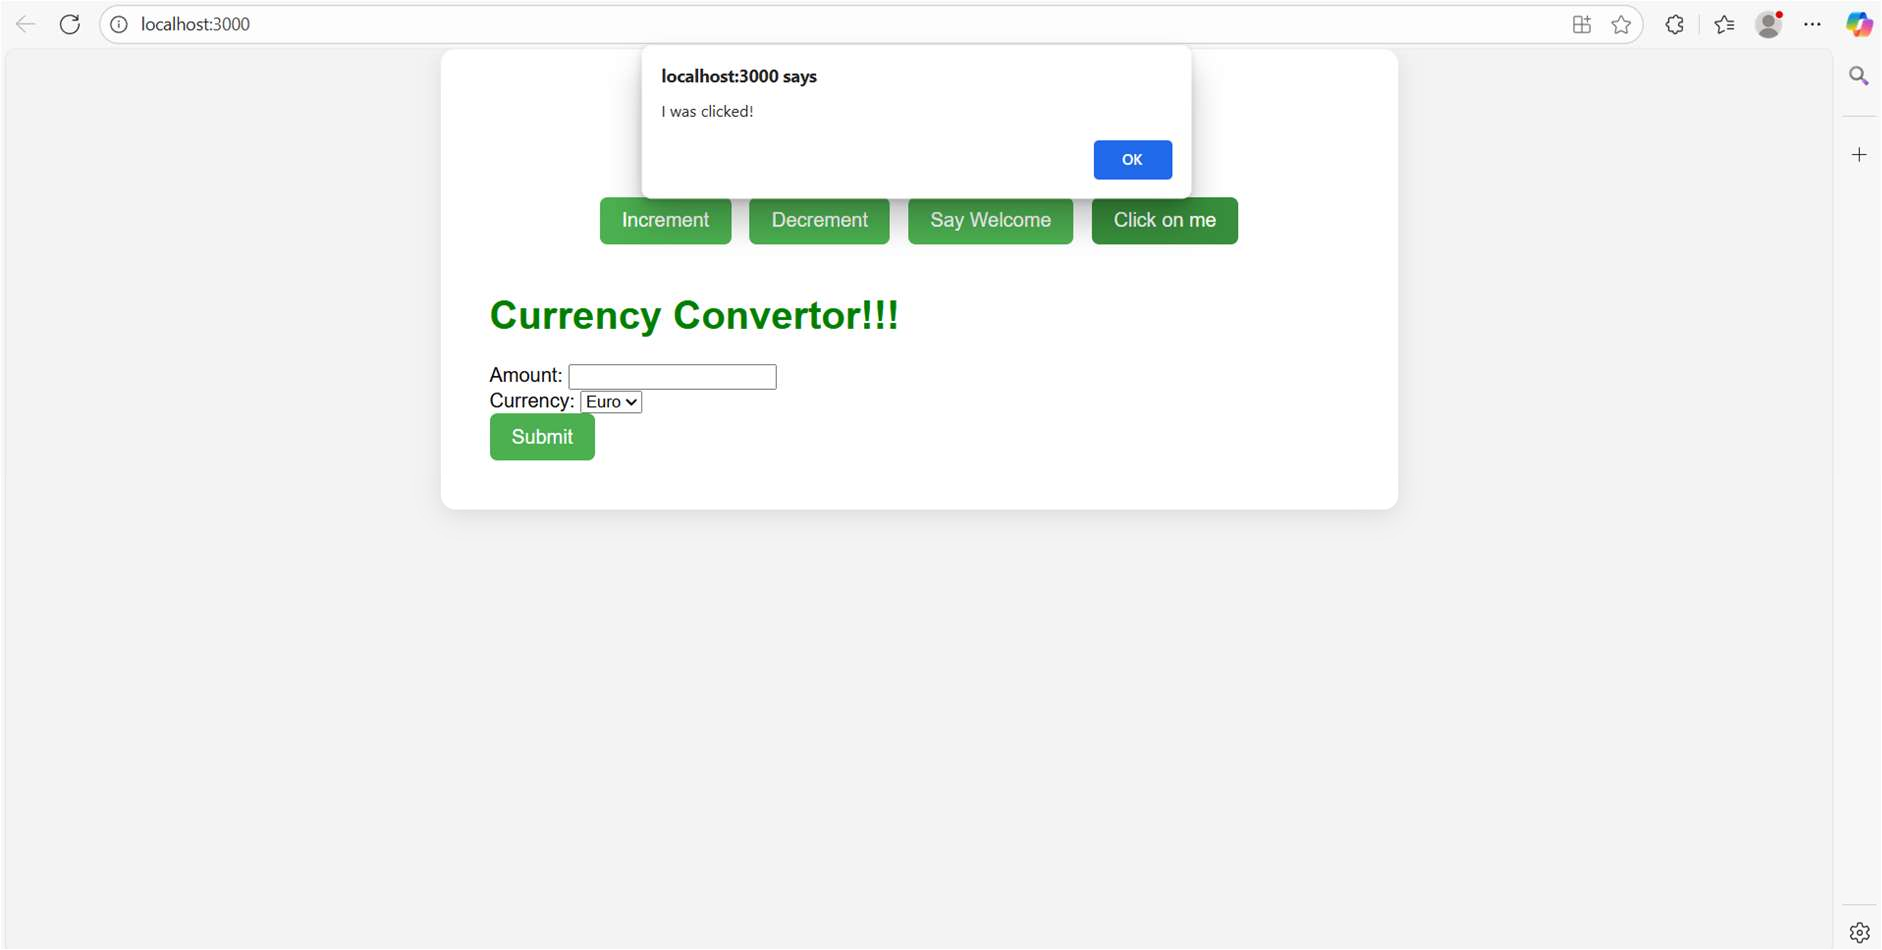 localhost:3000
localhost:3000 says
I was clicked!
OK
Increment Decrement Say Welcome Click on me
Currency Convertor!!!
Amount:
Currency: Euro
Submit